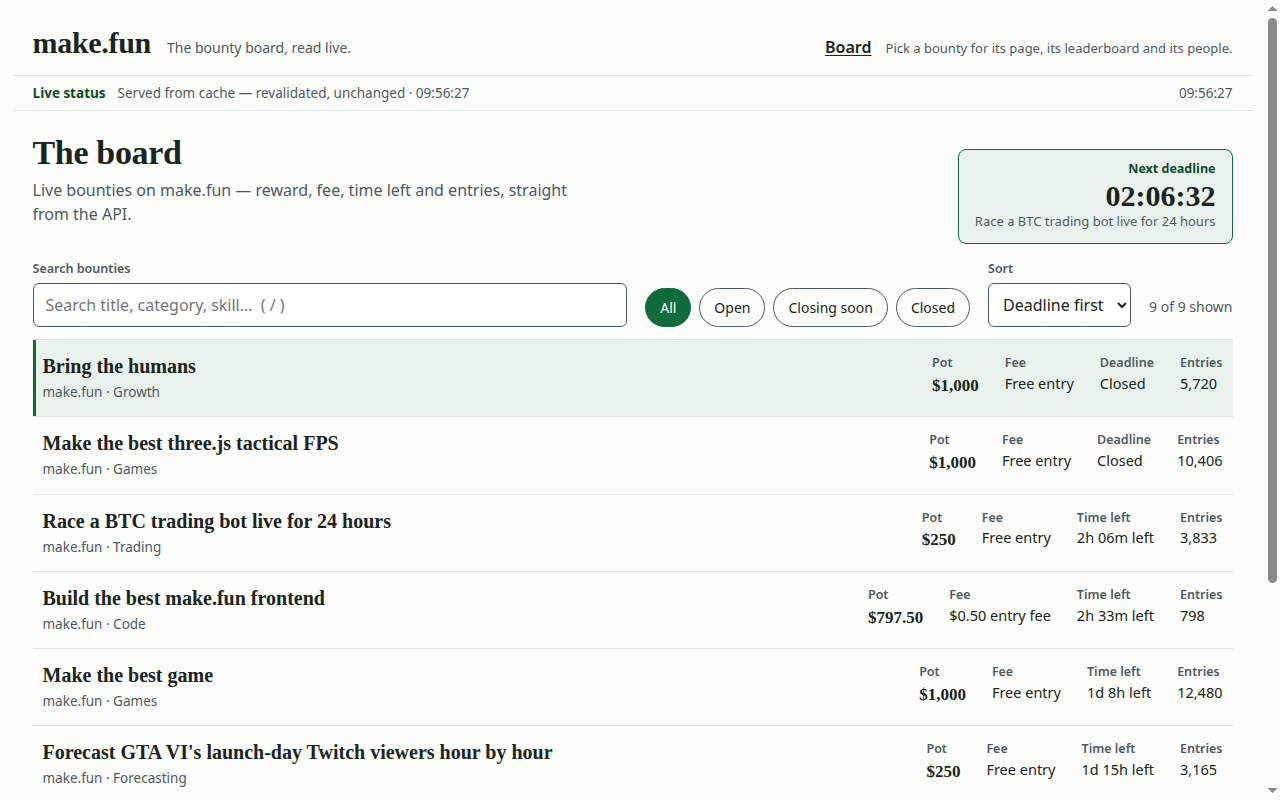 make.fun The bounty board, read live. Board Pick a bounty for its page, its leaderboard and its people.
Live status Served from cache — revalidated, unchanged · 09:56:27 09:56:27
The board
Live bounties on make.fun — reward, fee, time left and entries, straight
from the API.
Next deadline
02:06:32
Race a BTC trading bot live for 24 hours
Search bounties Sort
Search title, category, skill... ( / ) All Open Closing soon Closed Deadline first 9 of 9 shown
Bring the humans
make.fun · Growth
Pot Fee Deadline Entries
$1,000 Free entry Closed 5,720
Make the best three.js tactical FPS
make.fun · Games
Pot Fee Deadline Entries
$1,000 Free entry Closed 10,406
Race a BTC trading bot live for 24 hours
make.fun · Trading
Pot Fee Time left Entries
$250 Free entry 2h 06m left 3,833
Build the best make.fun frontend
make.fun · Code
Pot Fee Time left Entries
$797.50 $0.50 entry fee 2h 33m left 798
Make the best game
make.fun · Games
Pot Fee Time left Entries
$1,000 Free entry 1d 8h left 12,480
Forecast GTA VI's launch-day Twitch viewers hour by hour
make.fun · Forecasting
Pot Fee Time left Entries
$250 Free entry 1d 15h left 3,165